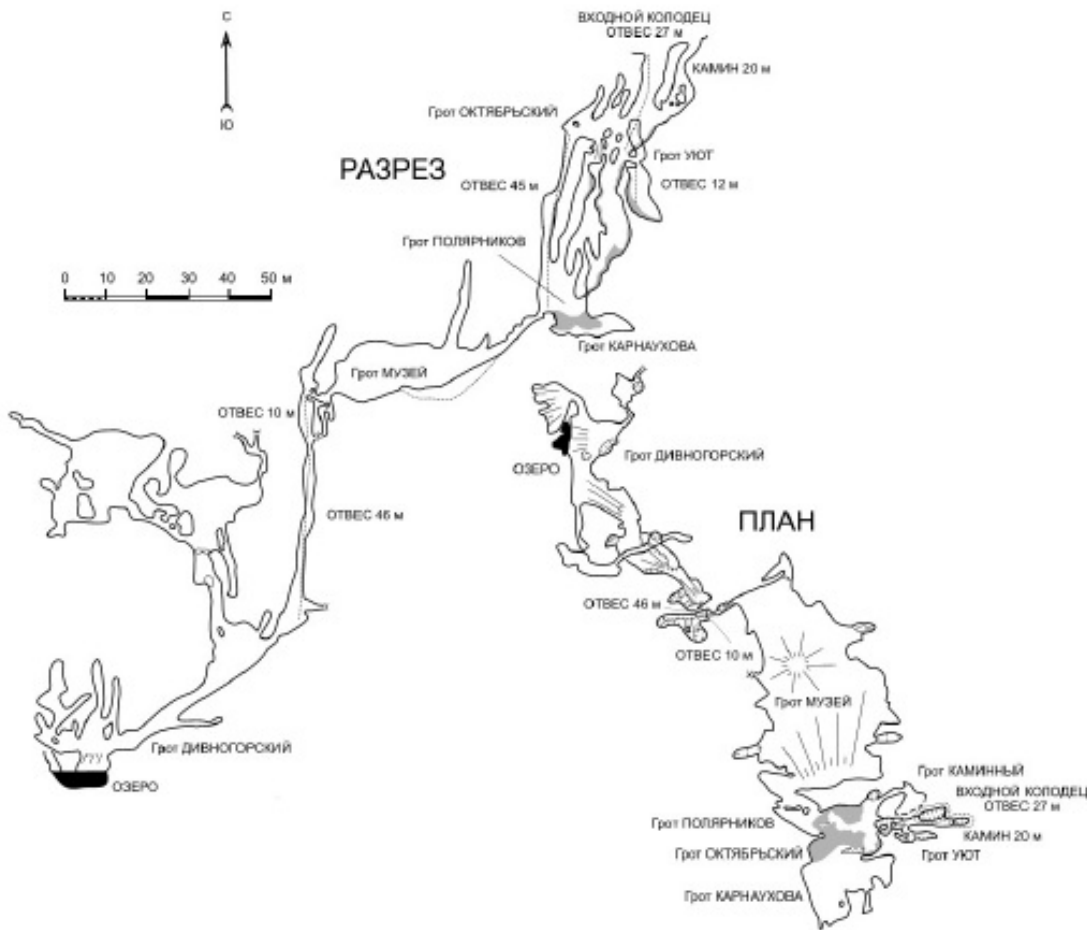 С
Ю
ВХОДНОЙ КОЛОДЕЦ
ОТВЕС 27 м
КАМИН 20 м
Грот ОКТЯБРЬСКИЙ
Грот УЮТ
РАЗРЕЗ
ОТВЕС 45 м
ОТВЕС 12 м
Грот ПОЛЯРНИКОВ
0 10 20 30 40 50 м
Грот КАРНАУХОВА
Грот МУЗЕЙ
ОТВЕС 10 м
ОТВЕС 46 м
Грот ДИВНОГОРСКИЙ
ОЗЕРО
ПЛАН
Грот ДИВНОГОРСКИЙ
ОЗЕРО
ОТВЕС 46 м
ОТВЕС 10 м
Грот МУЗЕЙ
Грот КАМИННЫЙ
ВХОДНОЙ КОЛОДЕЦ
ОТВЕС 27 м
КАМИН 20 м
Грот УЮТ
Грот ПОЛЯРНИКОВ
Грот ОКТЯБРЬСКИЙ
Грот КАРНАУХОВА